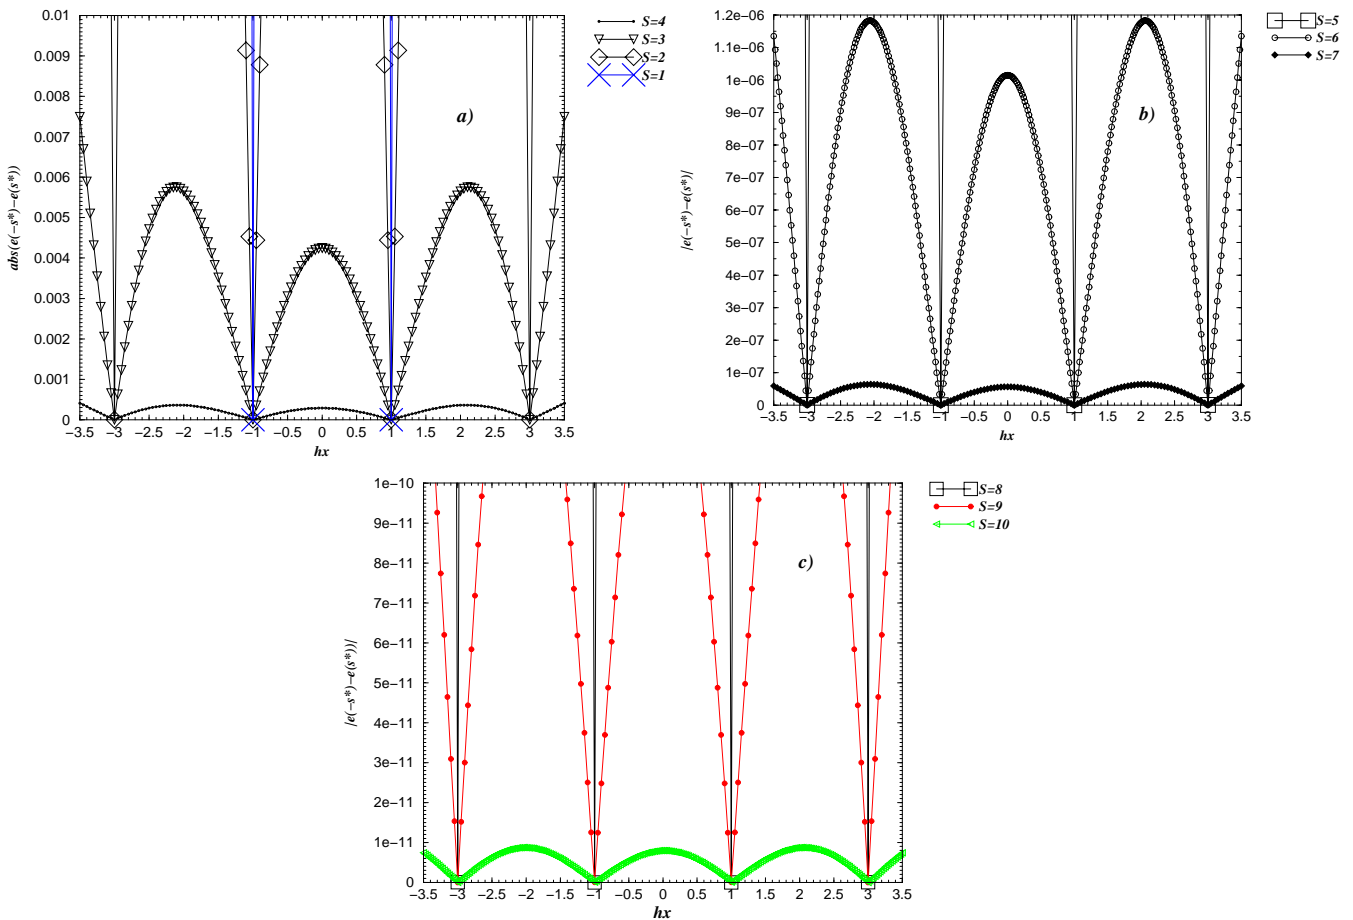 0.01
0.009
0.008
0.007
0.006
0.005
0.004
0.003
0.002
0.001
0
abs(e(−s*)−e(s*))
−3.5 −3 −2.5 −2 −1.5 −1 −0.5 0 0.5 1 1.5 2 2.5 3 3.5
hx
a)
S=4
S=3
S=2
S=1
1.2e−06
1.1e−06
1e−06
9e−07
8e−07
7e−07
6e−07
5e−07
4e−07
3e−07
2e−07
1e−07
0
|e(−s*)−e(s*)|
−3.5 −3 −2.5 −2 −1.5 −1 −0.5 0 0.5 1 1.5 2 2.5 3 3.5
hx
b)
S=5
S=6
S=7
1e−10
9e−11
8e−11
7e−11
6e−11
5e−11
4e−11
3e−11
2e−11
1e−11
0
|e(−s*)−e(s*))|
−3.5 −3 −2.5 −2 −1.5 −1 −0.5 0 0.5 1 1.5 2 2.5 3 3.5
hx
c)
S=8
S=9
S=10